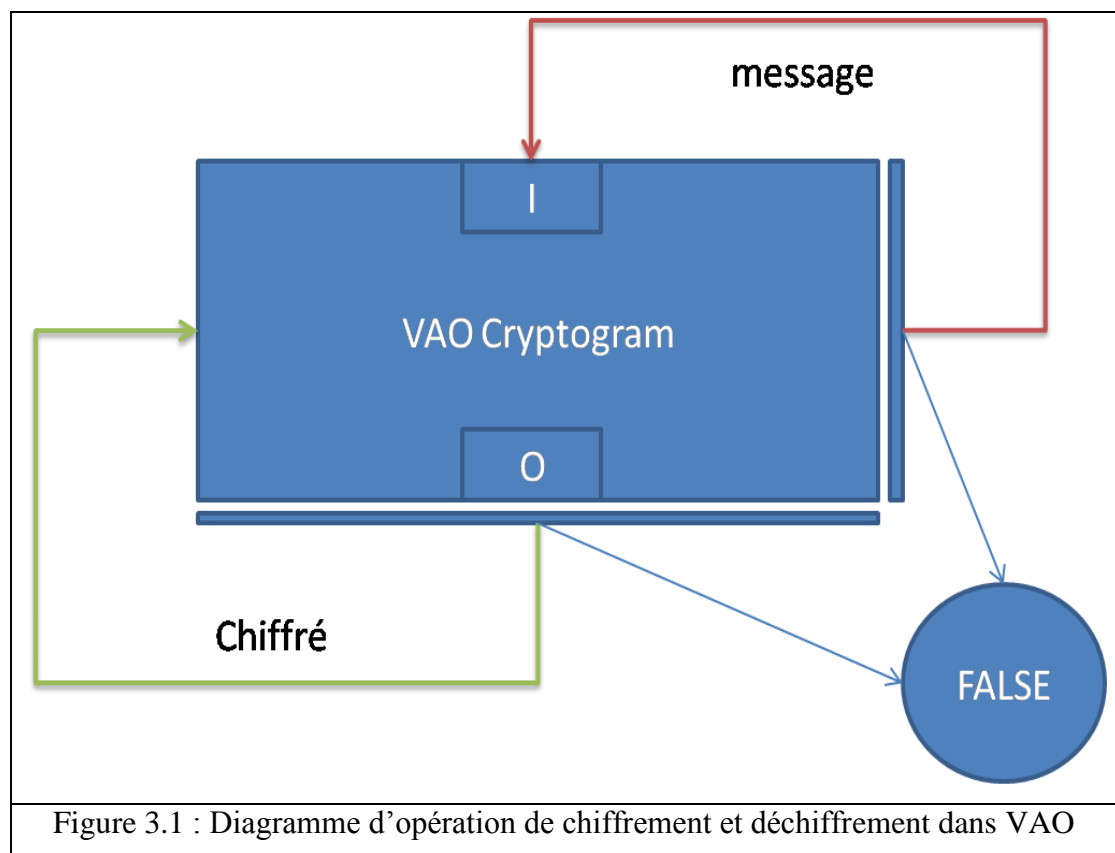 message
I
VAO Cryptogram
O
Chiffré
FALSE
Figure 3.1 : Diagramme d’opération de chiffrement et déchiffrement dans VAO